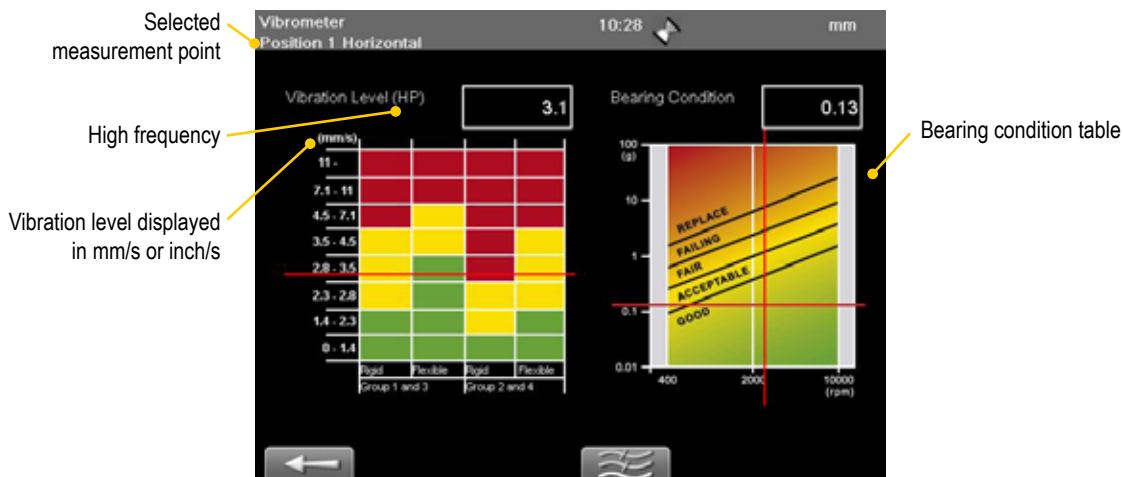 Selected
measurement point
High frequency
Vibration level displayed
in mm/s or inch/s
Vibrometer
Position 1 Horizontal
10:28
mm
Vibration Level (HP)
3.1
(mm/s)
11 -
7.1 - 11
4.5 - 7.1
3.5 - 4.5
2.8 - 3.5
2.3 - 2.8
1.4 - 2.3
0 - 1.4
Rigid Flexible Rigid Flexible
Group 1 and 3 Group 2 and 4
Bearing Condition
0.13
100
(g)
10
1
0.1
0.01
REPLACE
FAILING
FAIR
ACCEPTABLE
GOOD
400 2000 10000
(rpm)
Bearing condition table